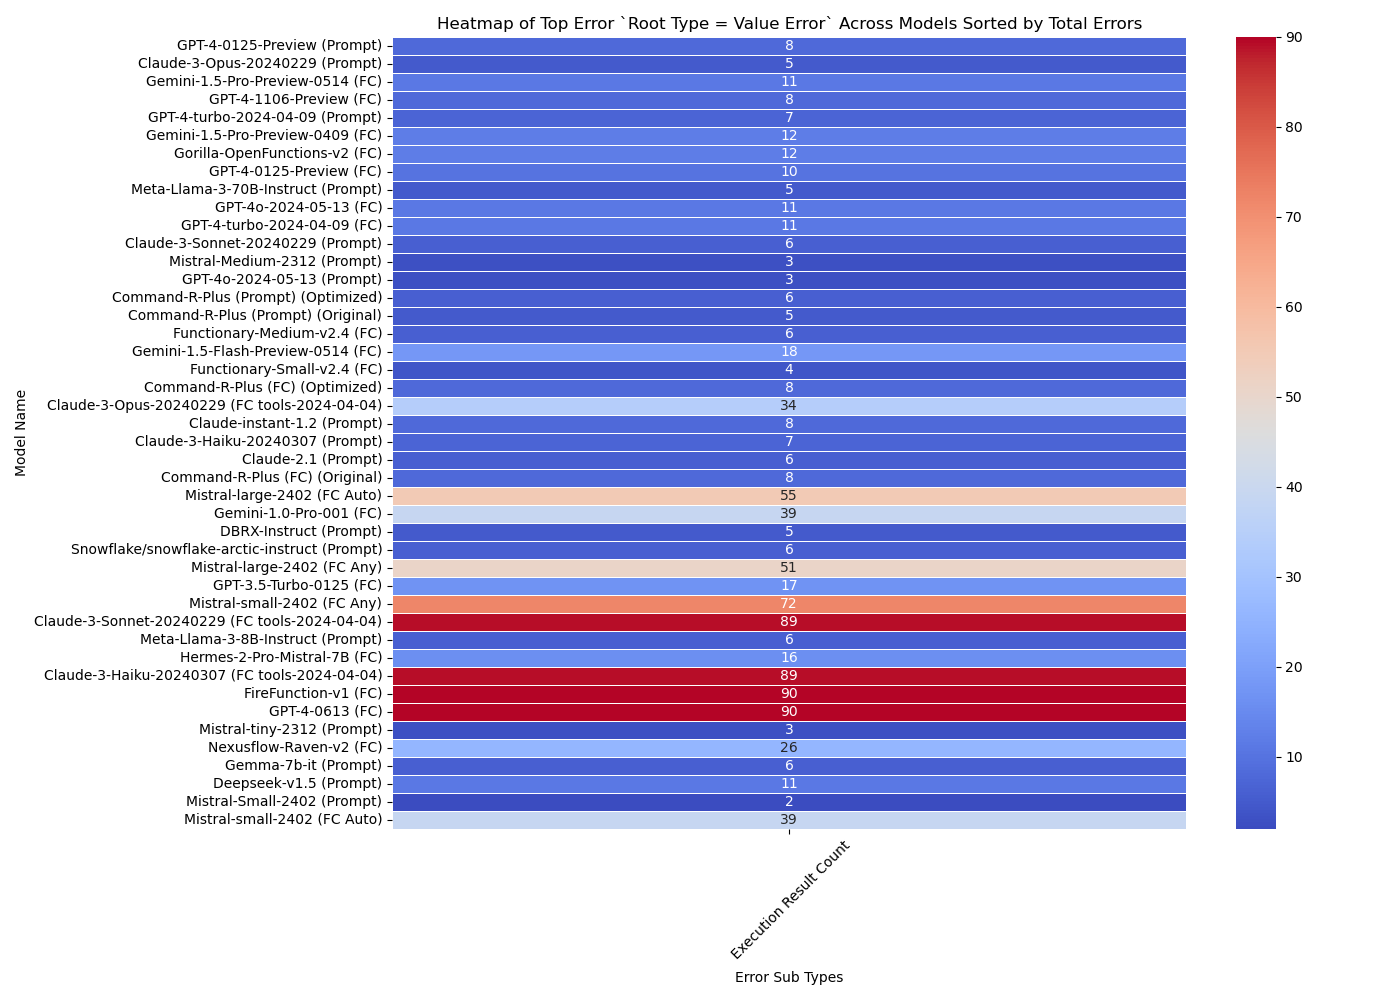 Heatmap of Top Error `Root Type = Value Error` Across Models Sorted by Total Errors
GPT-4-0125-Preview (Prompt) 8
Claude-3-Opus-20240229 (Prompt) 5
Gemini-1.5-Pro-Preview-0514 (FC) 11
GPT-4-1106-Preview (FC) 8
GPT-4-turbo-2024-04-09 (Prompt) 7
Gemini-1.5-Pro-Preview-0409 (FC) 12
Gorilla-OpenFunctions-v2 (FC) 12
GPT-4-0125-Preview (FC) 10
Meta-Llama-3-70B-Instruct (Prompt) 5
GPT-4o-2024-05-13 (FC) 11
GPT-4-turbo-2024-04-09 (FC) 11
Claude-3-Sonnet-20240229 (Prompt) 6
Mistral-Medium-2312 (Prompt) 3
GPT-4o-2024-05-13 (Prompt) 3
Command-R-Plus (Prompt) (Optimized) 6
Command-R-Plus (Prompt) (Original) 5
Functionary-Medium-v2.4 (FC) 6
Gemini-1.5-Flash-Preview-0514 (FC) 18
Functionary-Small-v2.4 (FC) 4
Command-R-Plus (FC) (Optimized) 8
Claude-3-Opus-20240229 (FC tools-2024-04-04) 34
Claude-instant-1.2 (Prompt) 8
Claude-3-Haiku-20240307 (Prompt) 7
Claude-2.1 (Prompt) 6
Command-R-Plus (FC) (Original) 8
Mistral-large-2402 (FC Auto) 55
Gemini-1.0-Pro-001 (FC) 39
DBRX-Instruct (Prompt) 5
Snowflake/snowflake-arctic-instruct (Prompt) 6
Mistral-large-2402 (FC Any) 51
GPT-3.5-Turbo-0125 (FC) 17
Mistral-small-2402 (FC Any) 72
Claude-3-Sonnet-20240229 (FC tools-2024-04-04) 89
Meta-Llama-3-8B-Instruct (Prompt) 6
Hermes-2-Pro-Mistral-7B (FC) 16
Claude-3-Haiku-20240307 (FC tools-2024-04-04) 89
FireFunction-v1 (FC) 90
GPT-4-0613 (FC) 90
Mistral-tiny-2312 (Prompt) 3
Nexusflow-Raven-v2 (FC) 26
Gemma-7b-it (Prompt) 6
Deepseek-v1.5 (Prompt) 11
Mistral-Small-2402 (Prompt) 2
Mistral-small-2402 (FC Auto) 39
Model Name
Execution Result Count
Error Sub Types
90
80
70
60
50
40
30
20
10